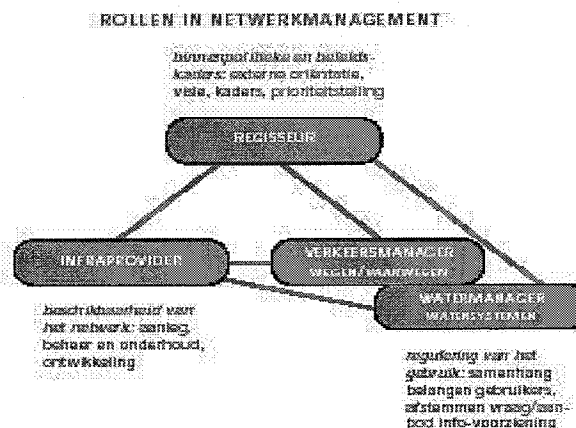 ROLLEN IN NETWERKMANAGEMENT
binnen politieke en beleids-
kaders: externe oriëntatie,
visie, kaders, prioriteitstelling
REGISSEUR
INFRAPROVIDER
VERKEERSMANAGER
WEGEN/VAARWEGEN
WATERMANAGER
WATERSYSTEMEN
beschikbaarheid van
het netwerk: aanleg,
beheer en onderhoud,
ontwikkeling
regulering van het
gebruik: samenhang
belangen gebruikers,
afstemmen vraag/aan-
bod info-voorziening